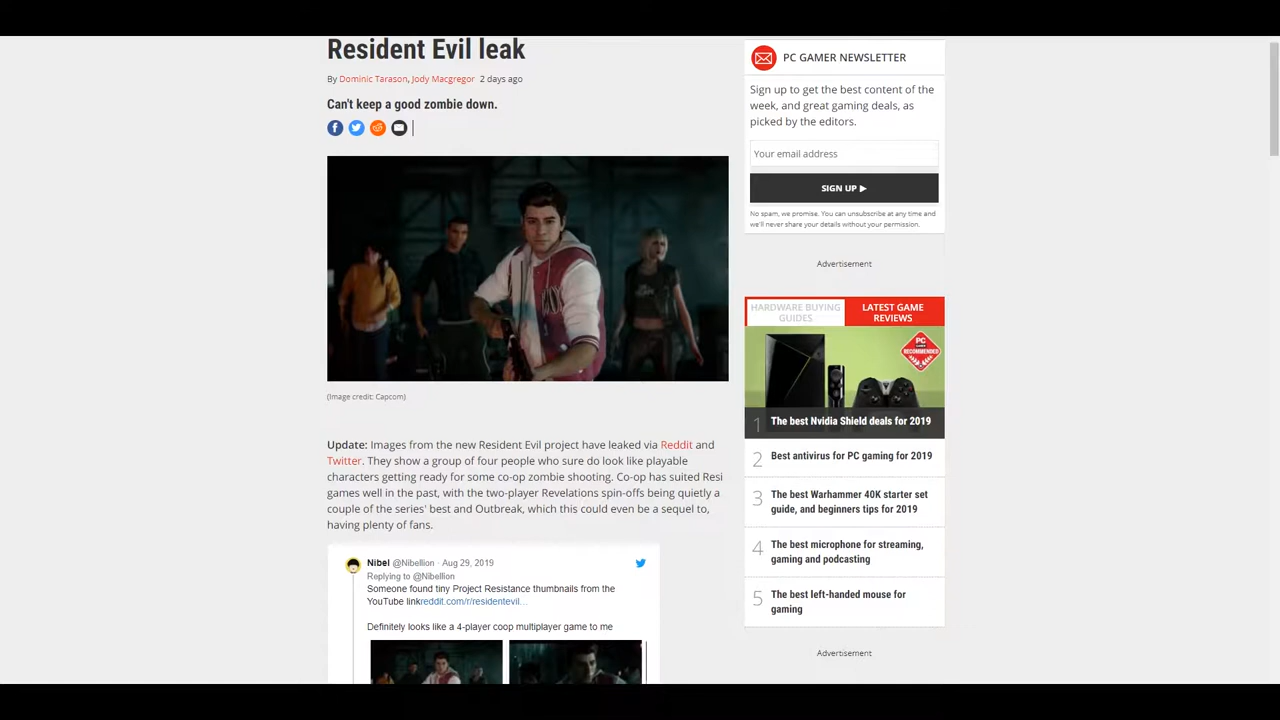 Resident Evil leak
By Dominic Tarason, Jody Macgregor 2 days ago
Can't keep a good zombie down.
(Image credit: Capcom)
Update: Images from the new Resident Evil project have leaked via Reddit and
Twitter. They show a group of four people who sure do look like playable
characters getting ready for some co-op zombie shooting. Co-op has suited Resi
games well in the past, with the two-player Revelations spin-offs being quietly a
couple of the series' best and Outbreak, which this could even be a sequel to,
having plenty of fans.
Nibel @Nibellion · Aug 29, 2019
Replying to @Nibellion
Someone found tiny Project Resistance thumbnails from the
YouTube linkreddit.com/r/residentevil...
Definitely looks like a 4-player coop multiplayer game to me
PC GAMER NEWSLETTER
Sign up to get the best content of the
week, and great gaming deals, as
picked by the editors.
Your email address
SIGN UP ▶
No spam, we promise. You can unsubscribe at any time and
we'll never share your details without your permission.
Advertisement
HARDWARE BUYING
GUIDES
LATEST GAME
REVIEWS
PC
GAMER
RECOMMENDED
1 The best Nvidia Shield deals for 2019
2 Best antivirus for PC gaming for 2019
3 The best Warhammer 40K starter set
guide, and beginners tips for 2019
4 The best microphone for streaming,
gaming and podcasting
5 The best left-handed mouse for
gaming
Advertisement